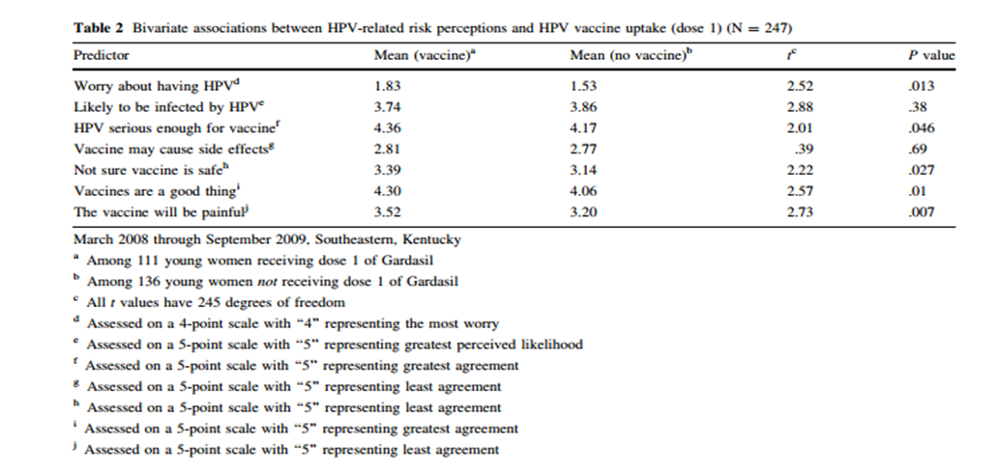 Table 2 Bivariate associations between HPV-related risk perceptions and HPV vaccine uptake (dose 1) (N = 247)
Predictor Mean (vaccine)a Mean (no vaccine)b tc P value
Worry about having HPVd 1.83 1.53 2.52 .013
Likely to be infected by HPVe 3.74 3.86 2.88 .38
HPV serious enough for vaccinef 4.36 4.17 2.01 .046
Vaccine may cause side effectsg 2.81 2.77 .39 .69
Not sure vaccine is safeh 3.39 3.14 2.22 .027
Vaccines are a good thingi 4.30 4.06 2.57 .01
The vaccine will be painfulj 3.52 3.20 2.73 .007
March 2008 through September 2009, Southeastern, Kentucky
a Among 111 young women receiving dose 1 of Gardasil
b Among 136 young women not receiving dose 1 of Gardasil
c All t values have 245 degrees of freedom
d Assessed on a 4-point scale with “4” representing the most worry
e Assessed on a 5-point scale with “5” representing greatest perceived likelihood
f Assessed on a 5-point scale with “5” representing greatest agreement
g Assessed on a 5-point scale with “5” representing least agreement
h Assessed on a 5-point scale with “5” representing least agreement
i Assessed on a 5-point scale with “5” representing greatest agreement
j Assessed on a 5-point scale with “5” representing least agreement